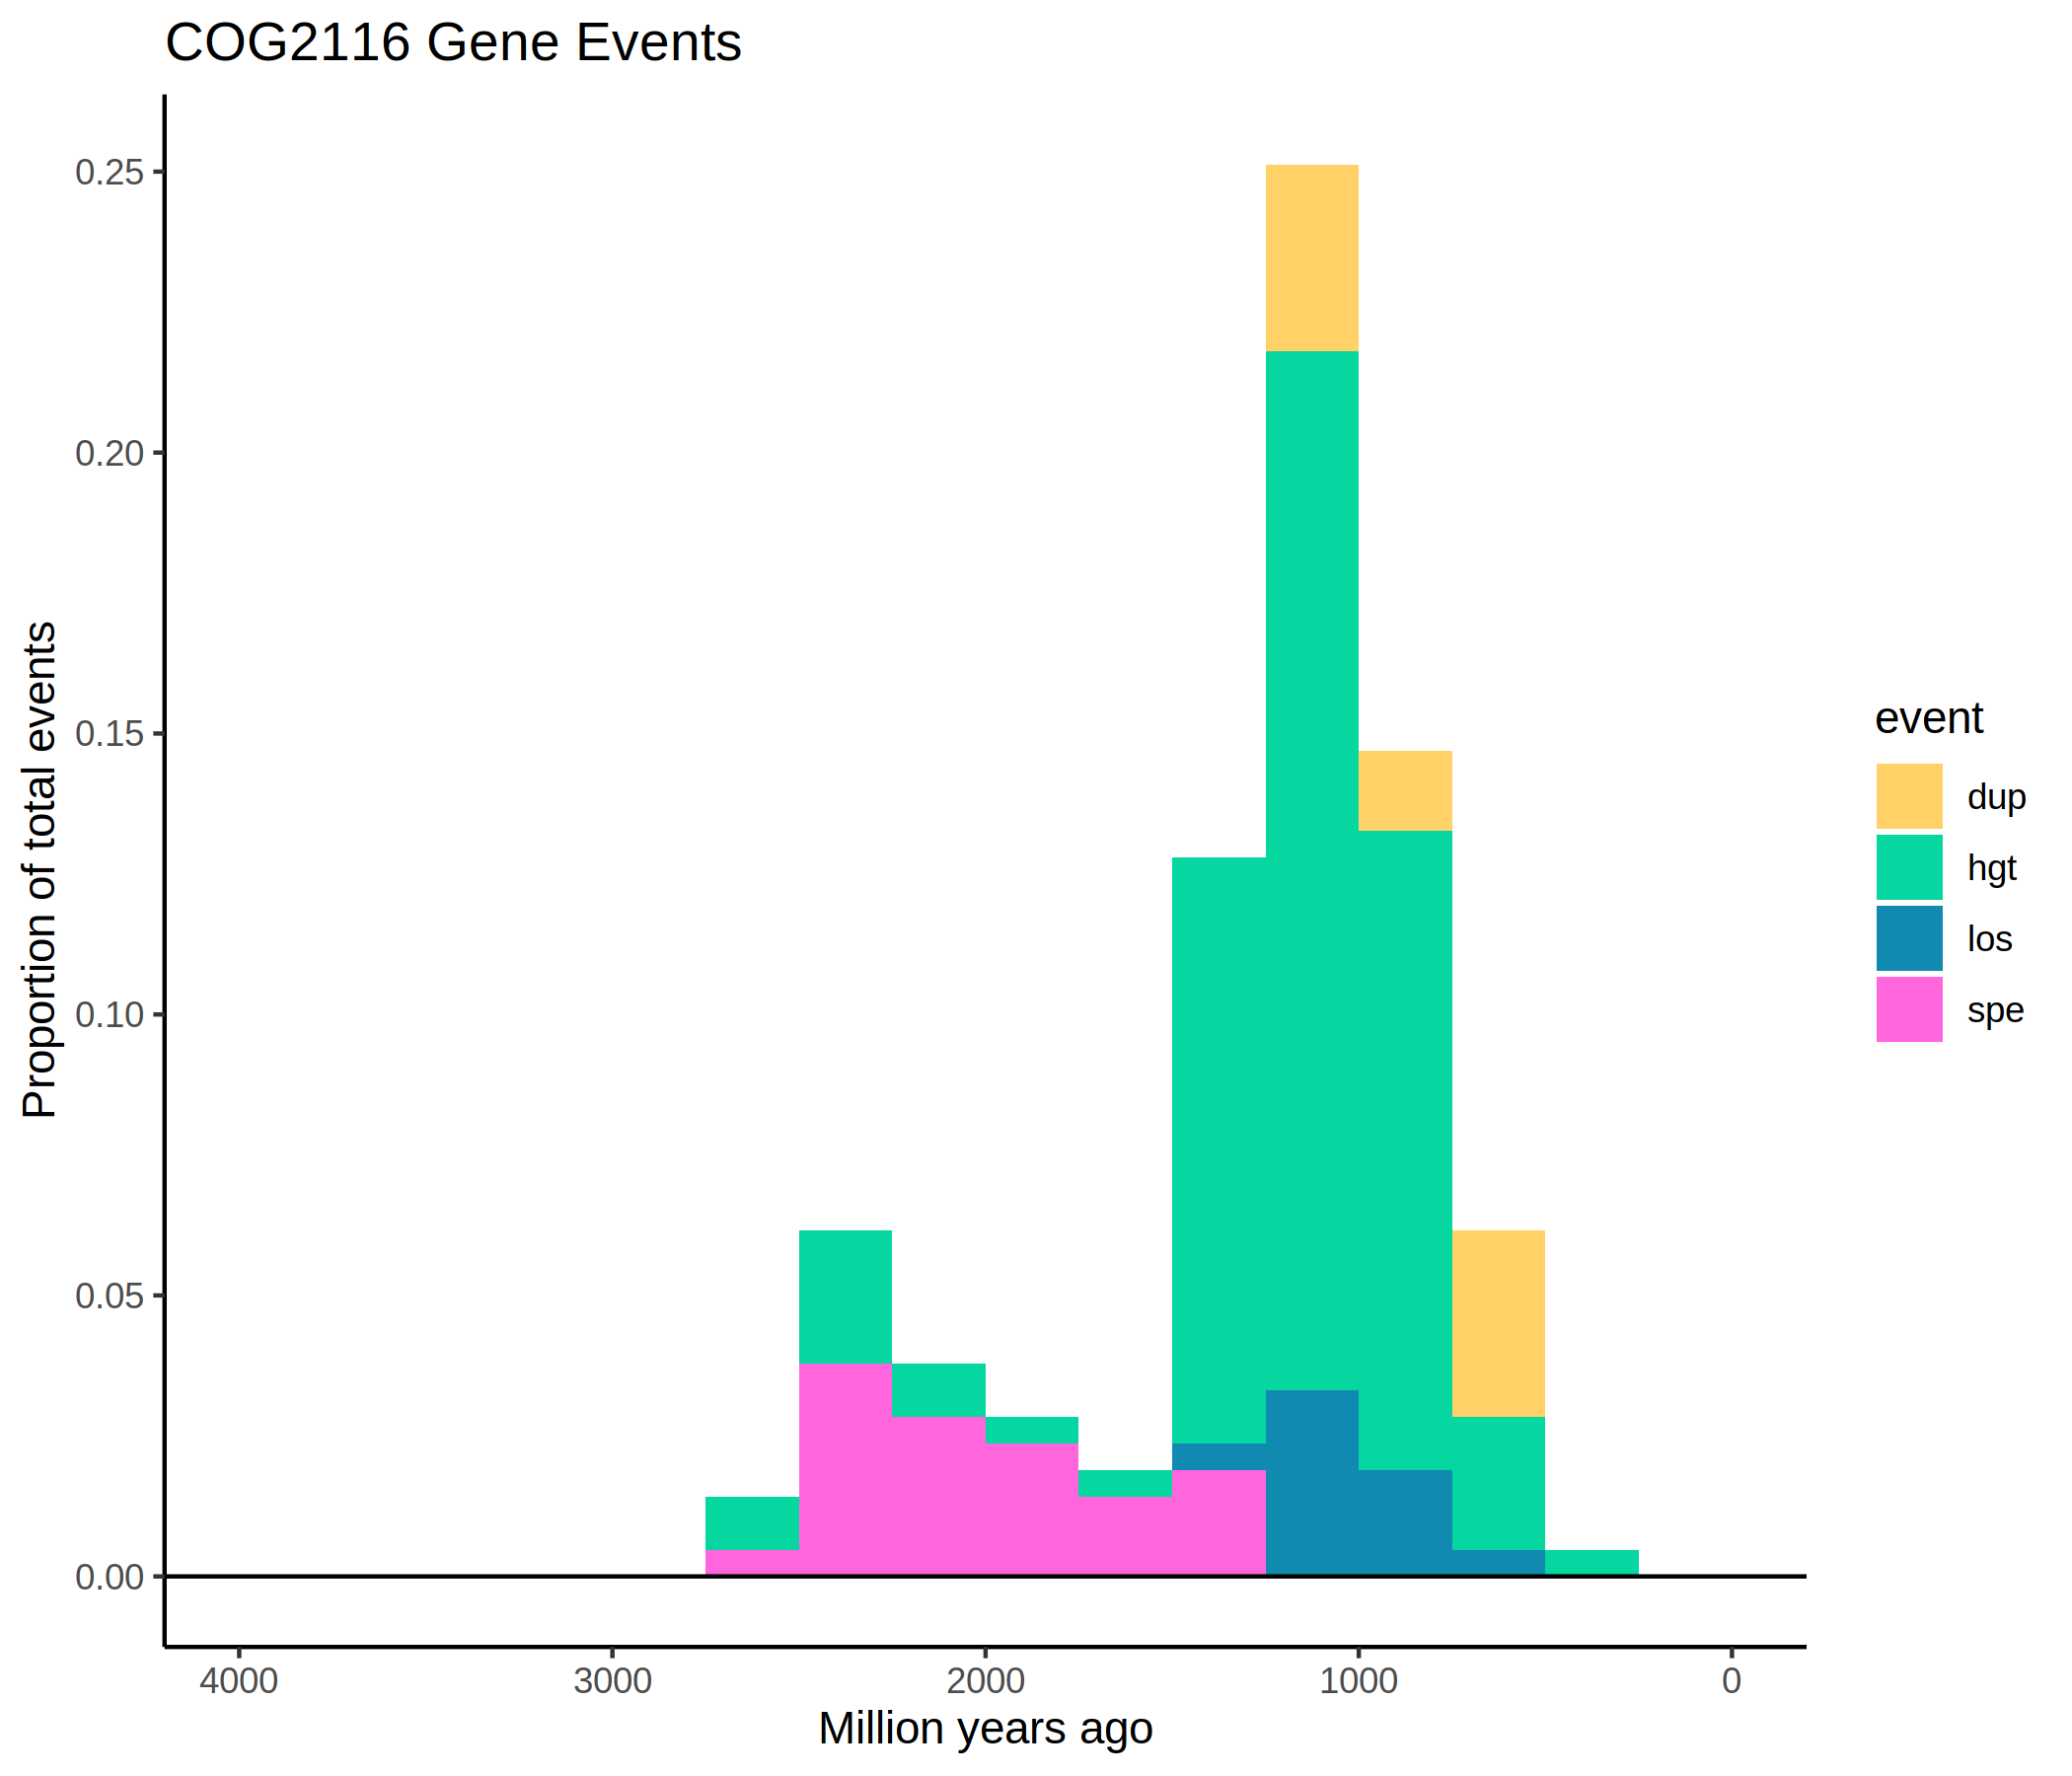 COG2116 Gene Events
Proportion of total events
0.25
0.20
0.15
0.10
0.05
0.00
4000 3000 2000 1000 0
Million years ago
event
dup
hgt
los
spe